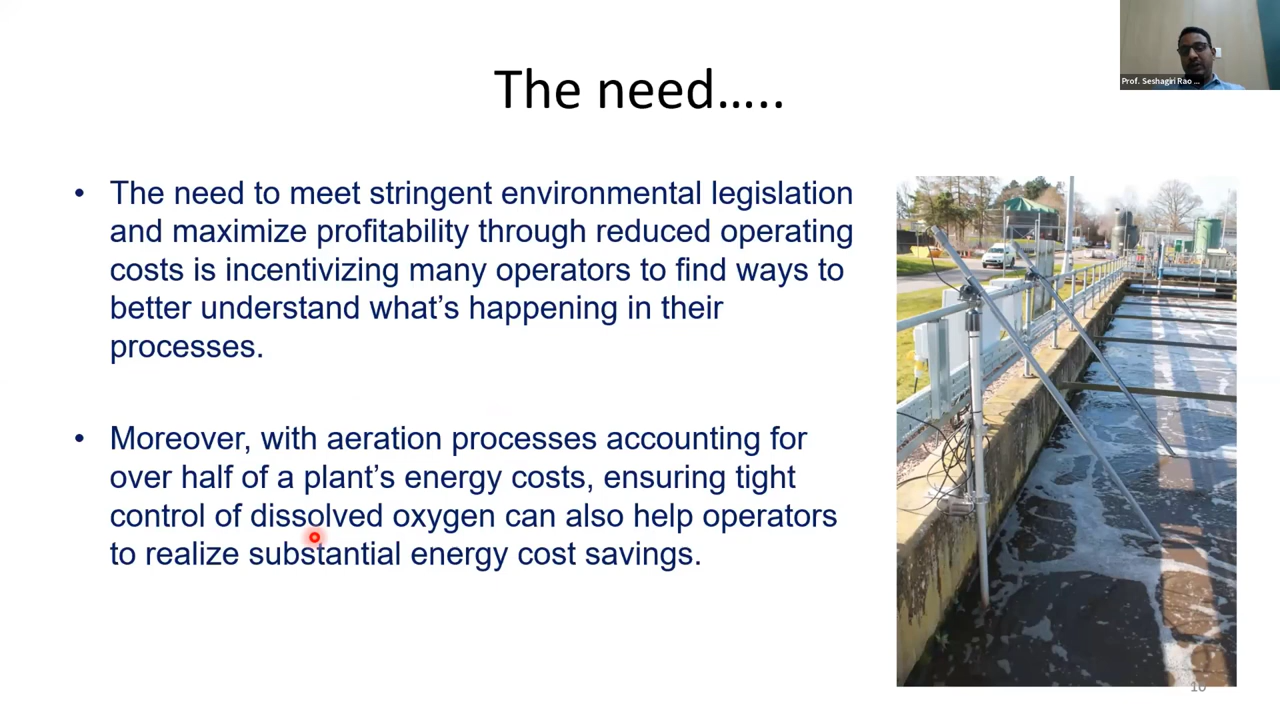 Prof. Seshagiri Rao ...
The need…..
• The need to meet stringent environmental legislation
and maximize profitability through reduced operating
costs is incentivizing many operators to find ways to
better understand what’s happening in their
processes.
• Moreover, with aeration processes accounting for
over half of a plant’s energy costs, ensuring tight
control of dissolved oxygen can also help operators
to realize substantial energy cost savings.
10